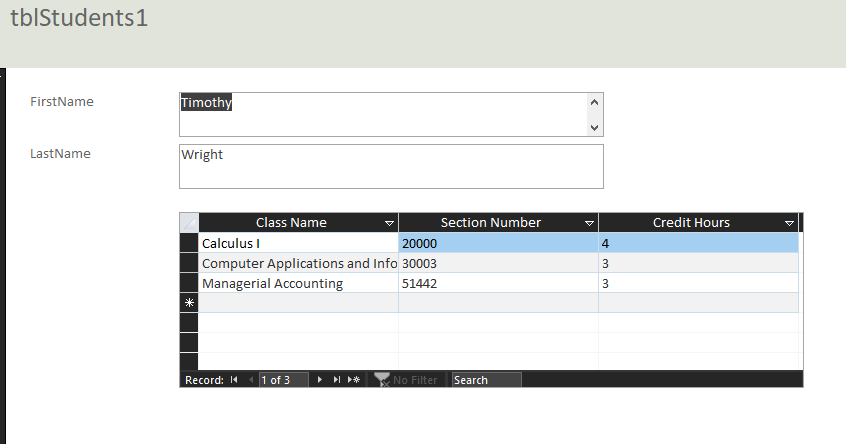 tblStudents1
FirstName Timothy
LastName Wright
Class Name Section Number Credit Hours
Calculus I 20000 4
Computer Applications and Info 30003 3
Managerial Accounting 51442 3
Record: 1 of 3 No Filter Search